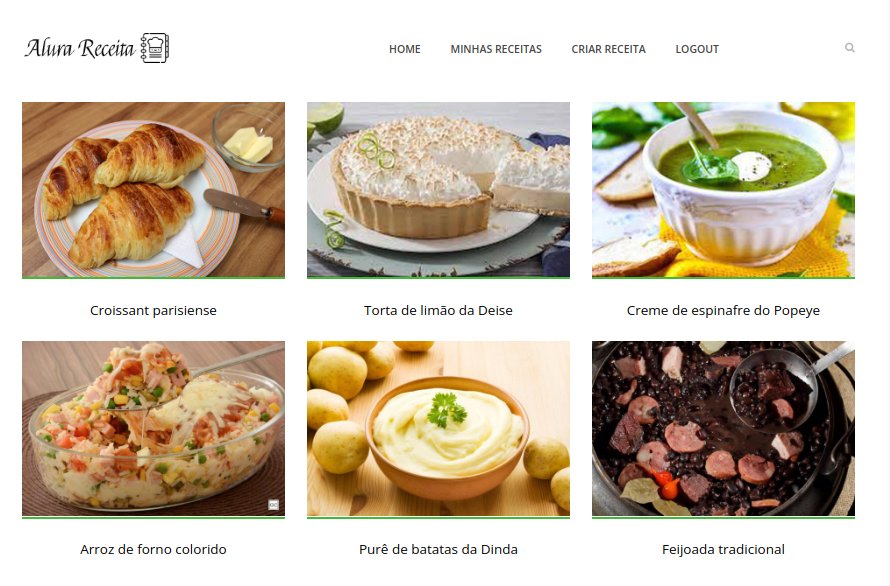 Alura Receita
HOME MINHAS RECEITAS CRIAR RECEITA LOGOUT
Croissant parisiense Torta de limão da Deise Creme de espinafre do Popeye
Arroz de forno colorido Purê de batatas da Dinda Feijoada tradicional